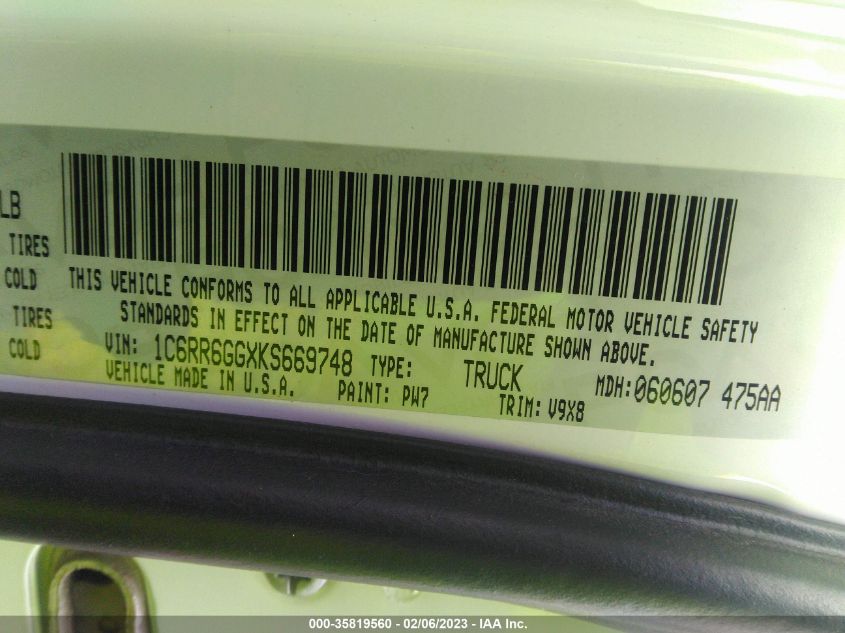 LB
TIRES
COLD
TIRES
COLD
THIS VEHICLE CONFORMS TO ALL APPLICABLE U.S.A. FEDERAL MOTOR VEHICLE SAFETY
STANDARDS IN EFFECT ON THE DATE OF MANUFACTURE SHOWN ABOVE.
VIN: 1C6RR6GGXKS669748 TYPE: TRUCK MDH:060607 475AA
VEHICLE MADE IN U.S.A. PAINT: PW7 TRIM: V9X8
000-35819560 - 02/06/2023 - IAA Inc.